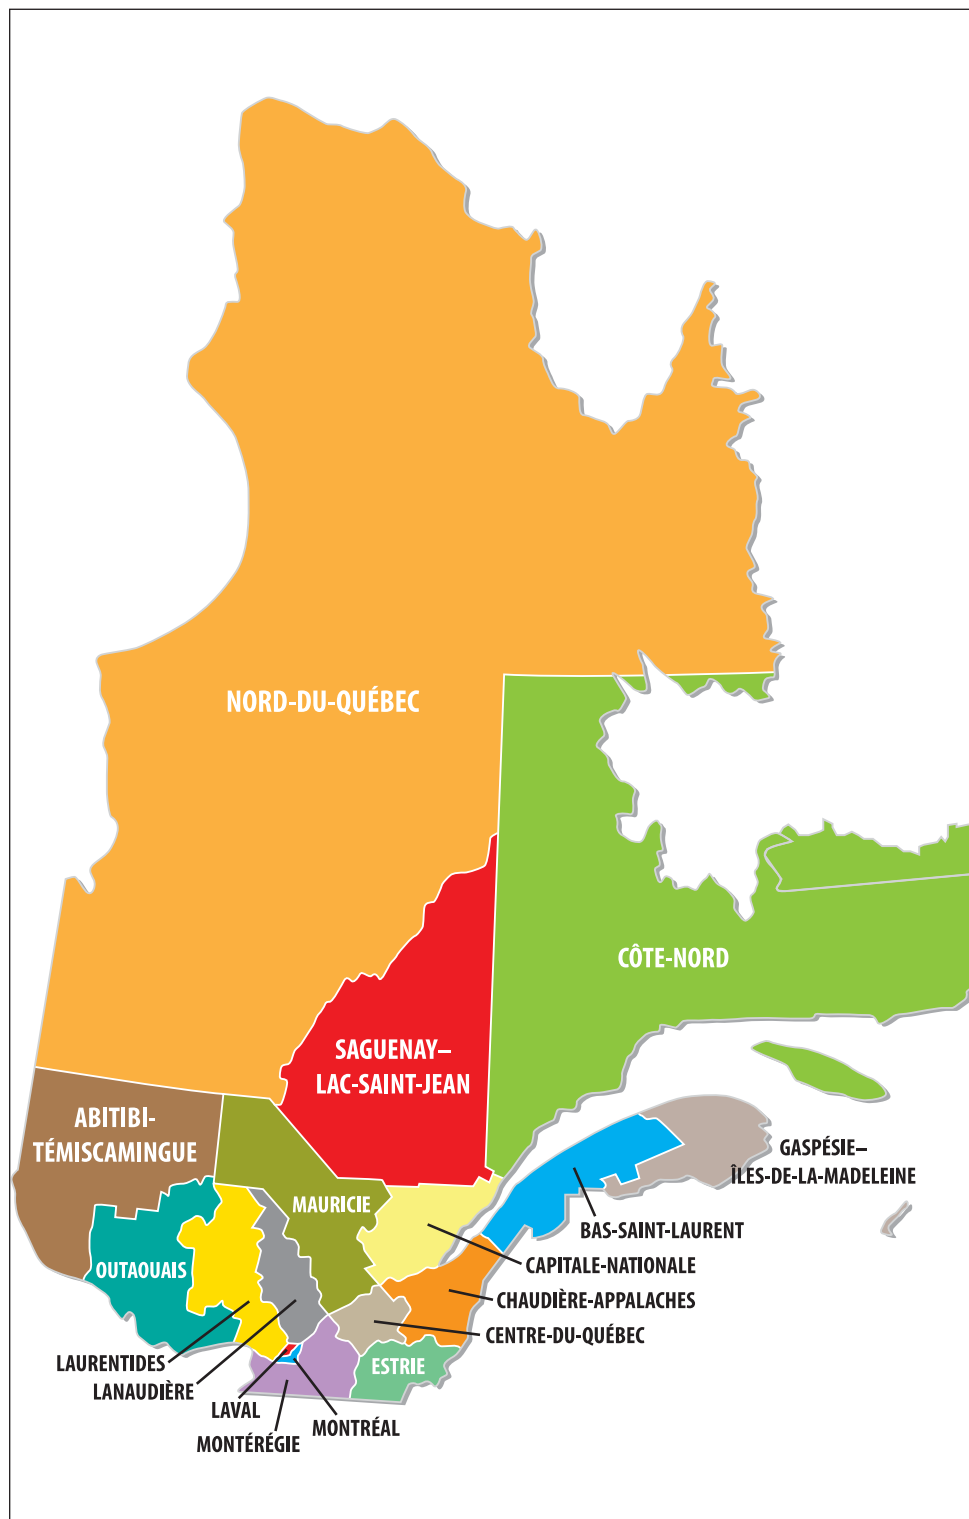 NORD-DU-QUÉBEC
CÔTE-NORD
SAGUENAY–
LAC-SAINT-JEAN
ABITIBI-
TÉMISCAMINGUE
GASPÉSIE–
ÎLES-DE-LA-MADELEINE
MAURICIE
BAS-SAINT-LAURENT
OUTAOUAIS
CAPITALE-NATIONALE
CHAUDIÈRE-APPALACHES
CENTRE-DU-QUÉBEC
LAURENTIDES
ESTRIE
LANAUDIÈRE
LAVAL
MONTRÉAL
MONTÉRÉGIE